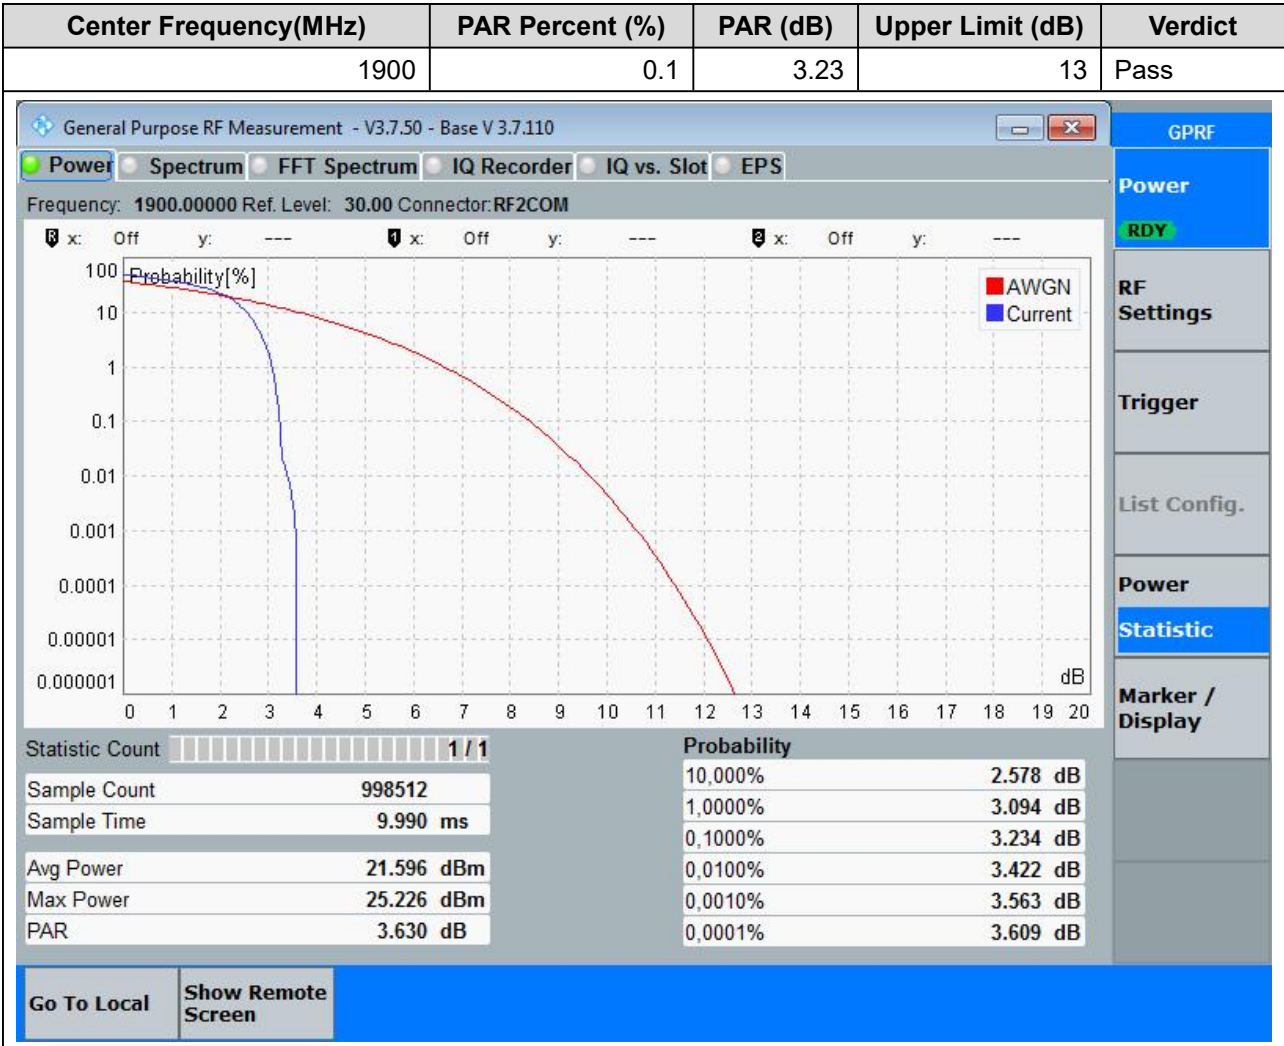 Center Frequency(MHz) PAR Percent (%) PAR (dB) Upper Limit (dB) Verdict
1900 0.1 3.23 13 Pass
General Purpose RF Measurement - V3.7.50 - Base V 3.7.110
GPRF
Power Spectrum FFT Spectrum IQ Recorder IQ vs. Slot EPS
Frequency: 1900.00000 Ref. Level: 30.00 Connector:RF2COM
R x: Off y: --- 1 x: Off y: --- 2 x: Off y: ---
Probability[%]
AWGN
Current
100
10
1
0.1
0.01
0.001
0.0001
0.00001
0.000001
dB
0 1 2 3 4 5 6 7 8 9 10 11 12 13 14 15 16 17 18 19 20
Statistic Count 1 / 1
Sample Count 998512
Sample Time 9.990 ms
Avg Power 21.596 dBm
Max Power 25.226 dBm
PAR 3.630 dB
Probability
10,000% 2.578 dB
1,0000% 3.094 dB
0,1000% 3.234 dB
0,0100% 3.422 dB
0,0010% 3.563 dB
0,0001% 3.609 dB
Power
RDY
RF
Settings
Trigger
List Config.
Power
Statistic
Marker /
Display
Go To Local
Show Remote
Screen